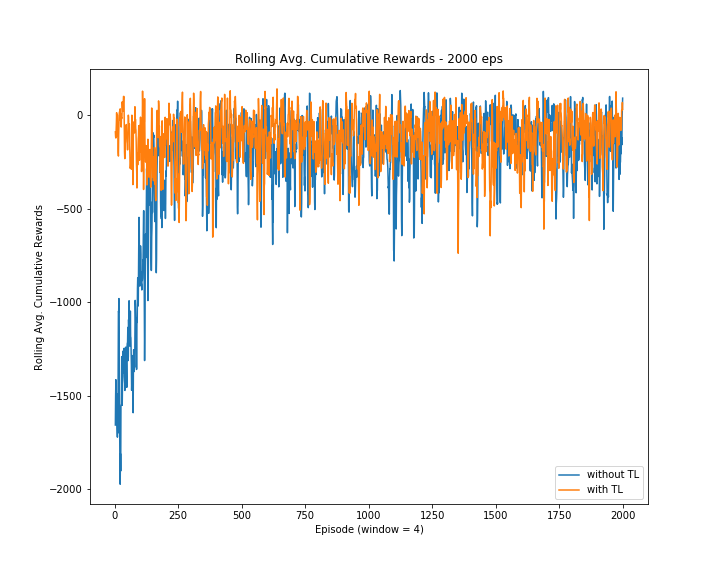 Rolling Avg. Cumulative Rewards - 2000 eps
Rolling Avg. Cumulative Rewards
0
−500
−1000
−1500
−2000
0
250
500
750
1000
1250
1500
1750
2000
Episode (window = 4)
without TL
with TL